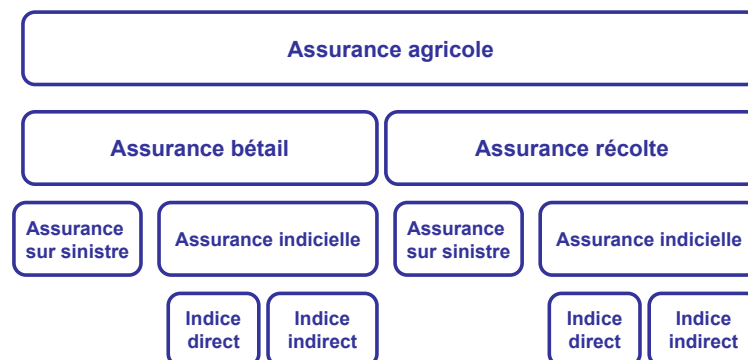 Assurance agricole
Assurance bétail
Assurance récolte
Assurance
sur sinistre
Assurance indicielle
Assurance
sur sinistre
Assurance indicielle
Indice
direct
Indice
indirect
Indice
direct
Indice
indirect